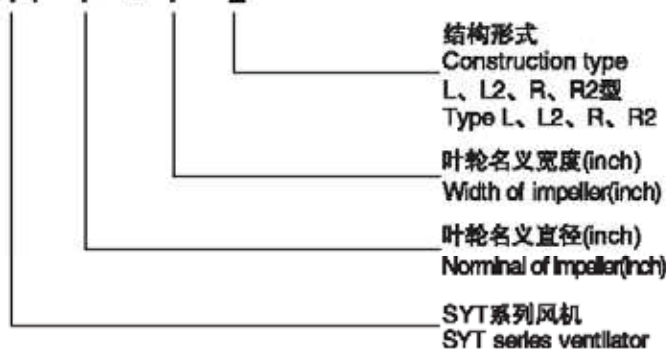 结构形式
Construction type
L、L2、R、R2型
Type L、L2、R、R2
叶轮名义宽度(inch)
Width of impeller(inch)
叶轮名义直径(inch)
Norminal of impeller(inch)
SYT系列风机
SYT series ventilator